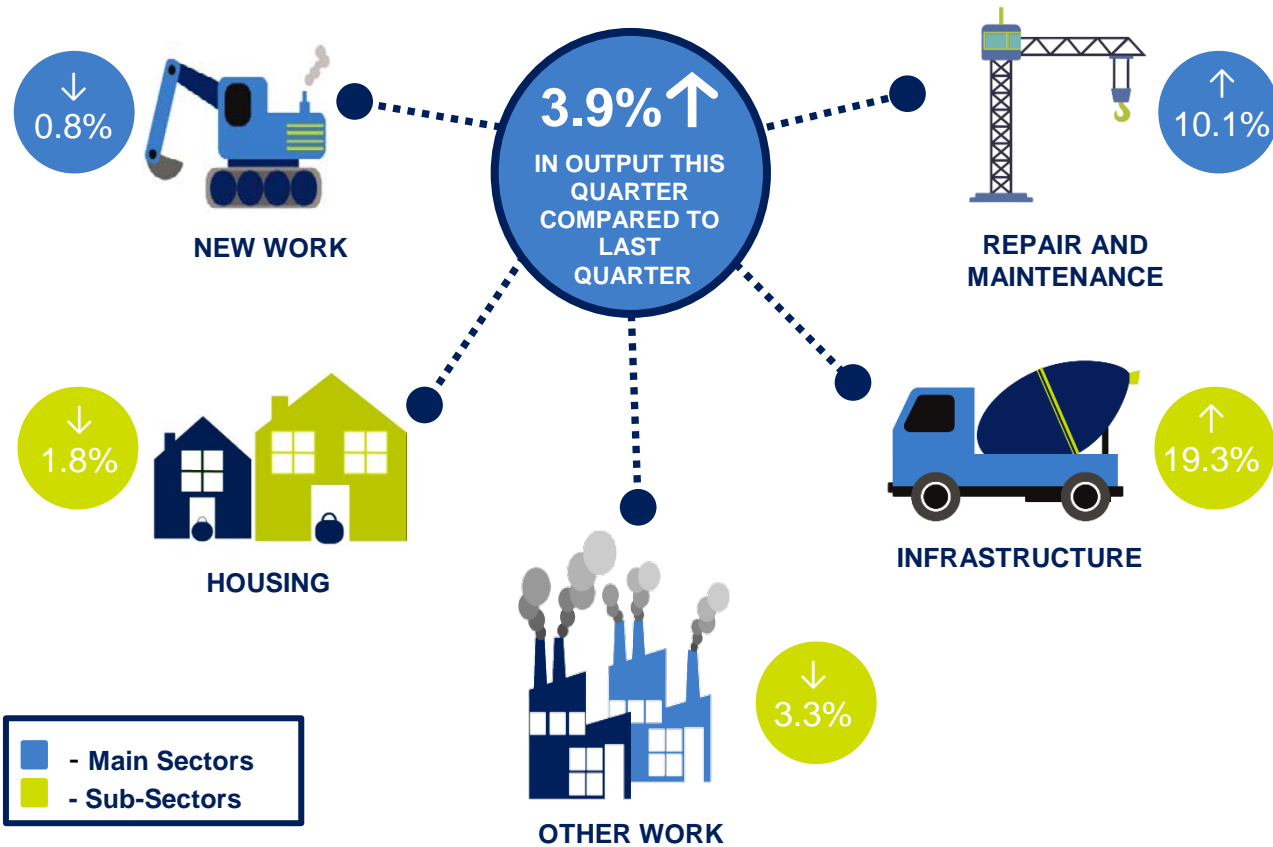 3.9% ↑
IN OUTPUT THIS
QUARTER
COMPARED TO
LAST
QUARTER
↓
0.8%
NEW WORK
↑
10.1%
REPAIR AND
MAINTENANCE
↓
1.8%
HOUSING
↑
19.3%
INFRASTRUCTURE
↓
3.3%
OTHER WORK
- Main Sectors
- Sub-Sectors